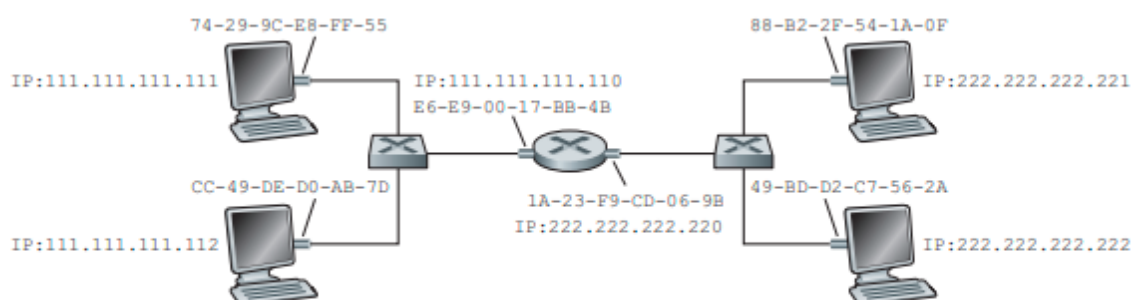 74-29-9C-E8-FF-55
88-B2-2F-54-1A-0F
IP:111.111.111.111
IP:111.111.111.110
E6-E9-00-17-BB-4B
IP:222.222.222.221
CC-49-DE-D0-AB-7D
1A-23-F9-CD-06-9B
IP:222.222.222.220
49-BD-D2-C7-56-2A
IP:111.111.111.112
IP:222.222.222.222